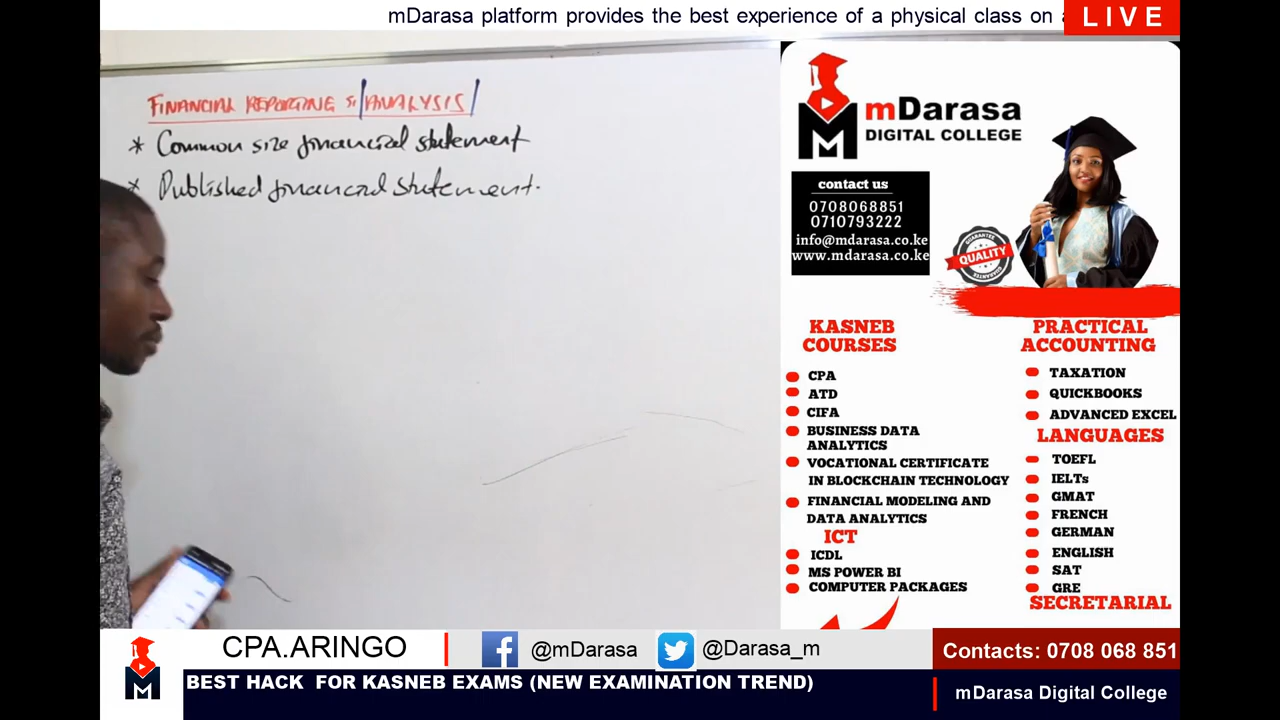 mDarasa platform provides the best experience of a physical class on
LIVE
FINANCIAL REPORTING & |ANALYSIS|
* Common size financial statement
* Published financial statement.
mDarasa
DIGITAL COLLEGE
contact us
0708068851
0710793222
info@mdarasa.co.ke
www.mdarasa.co.ke
GUARANTEE
QUALITY
GUARANTEE
KASNEB
COURSES
CPA
ATD
CIFA
BUSINESS DATA
ANALYTICS
VOCATIONAL CERTIFICATE
IN BLOCKCHAIN TECHNOLOGY
FINANCIAL MODELING AND
DATA ANALYTICS
ICT
ICDL
MS POWER BI
COMPUTER PACKAGES
PRACTICAL
ACCOUNTING
TAXATION
QUICKBOOKS
ADVANCED EXCEL
LANGUAGES
TOEFL
IELTs
GMAT
FRENCH
GERMAN
ENGLISH
SAT
GRE
SECRETARIAL
CPA.ARINGO
@mDarasa
@Darasa_m
Contacts: 0708 068 851
BEST HACK FOR KASNEB EXAMS (NEW EXAMINATION TREND)
mDarasa Digital College